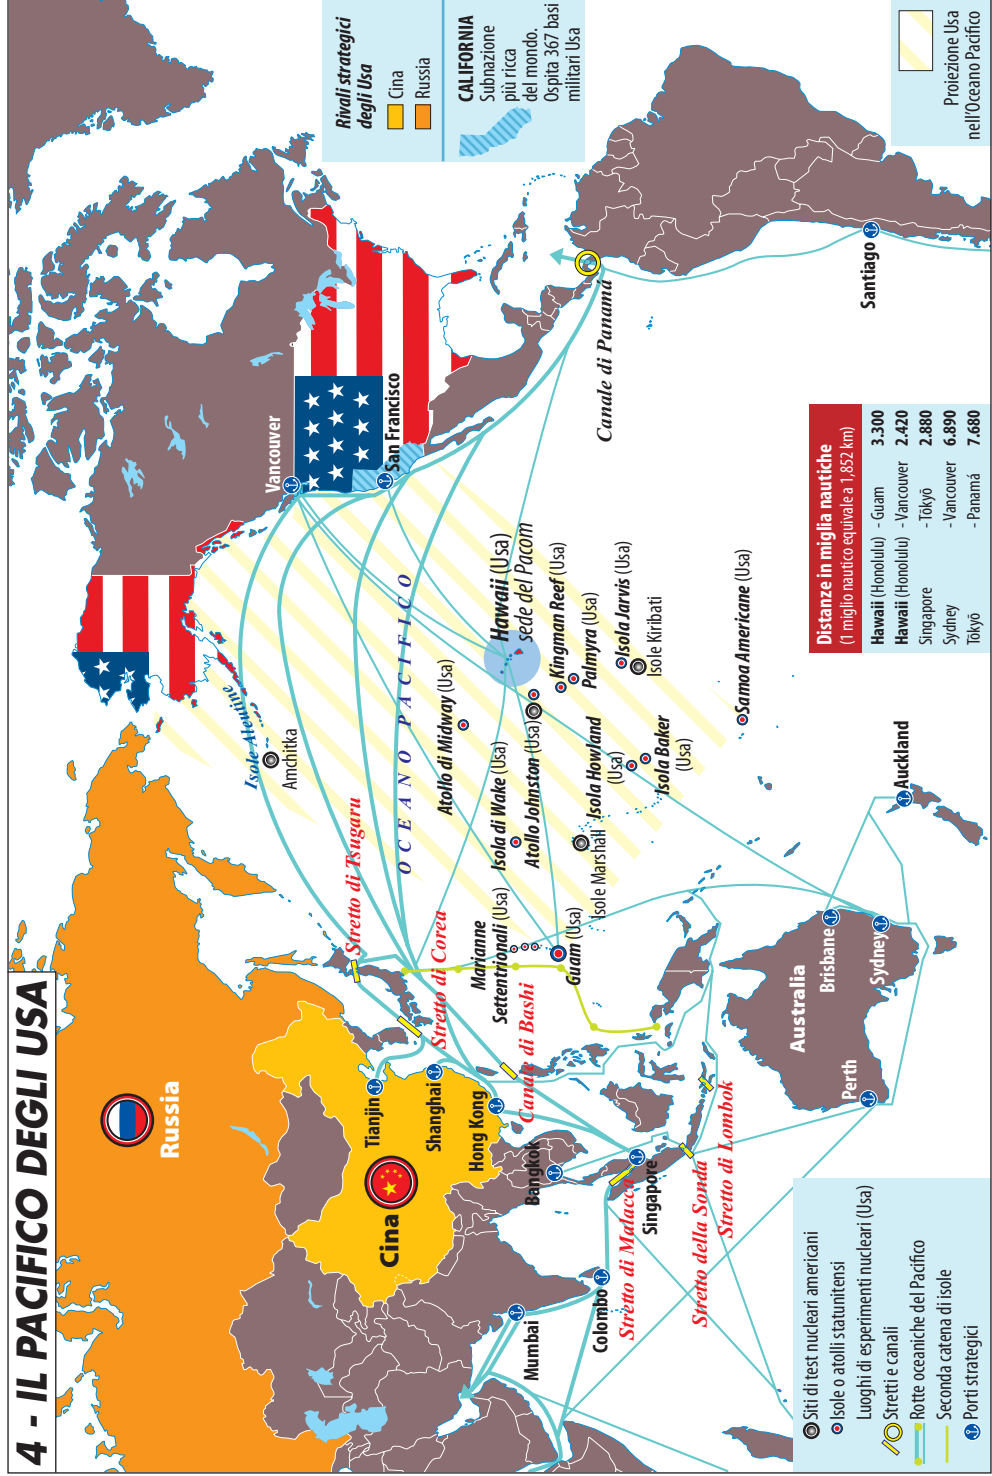 4 - IL PACIFICO DEGLI USA
Rivali strategici
degli Usa
Cina
Russia
CALIFORNIA
Subnazione
più ricca
del mondo.
Ospita 367 basi
militari Usa
Proiezione Usa
nell'Oceano Pacifico
Russia
Cina
Tianjin
Shanghai
Hong Kong
Bangkok
Singapore
Mumbai
Colombo
Stretto di Tsugaru
Stretto di Corea
Canale di Bashi
Stretto di Malacca
Stretto della Sonda
Stretto di Lombok
Isole Aleutine
Amchitka
Vancouver
San Francisco
OCEANO PACIFICO
Atollo di Midway (Usa)
Hawaii (Usa)
sede del Pacom
Isola di Wake (Usa)
Atollo Johnston (Usa)
Kingman Reef (Usa)
Palmyra (Usa)
Isola Jarvis (Usa)
Isole Kiribati
Isola Howland
(Usa)
Isola Baker
(Usa)
Isole Marshall
Marianne
Settentrionali (Usa)
Guam (Usa)
Samoa Americane (Usa)
Canale di Panamá
Santiago
Australia
Brisbane
Sydney
Perth
Auckland
Distanze in miglia nautiche
(1 miglio nautico equivale a 1,852 km)
Hawaii (Honolulu) - Guam 3.300
Hawaii (Honolulu) - Vancouver 2.420
Singapore - Tōkyō 2.880
Sydney - Vancouver 6.890
Tōkyō - Panamá 7.680
Siti di test nucleari americani
Isole o atolli statunitensi
Luoghi di esperimenti nucleari (Usa)
Stretti e canali
Rotte oceaniche del Pacifico
Seconda catena di isole
Porti strategici